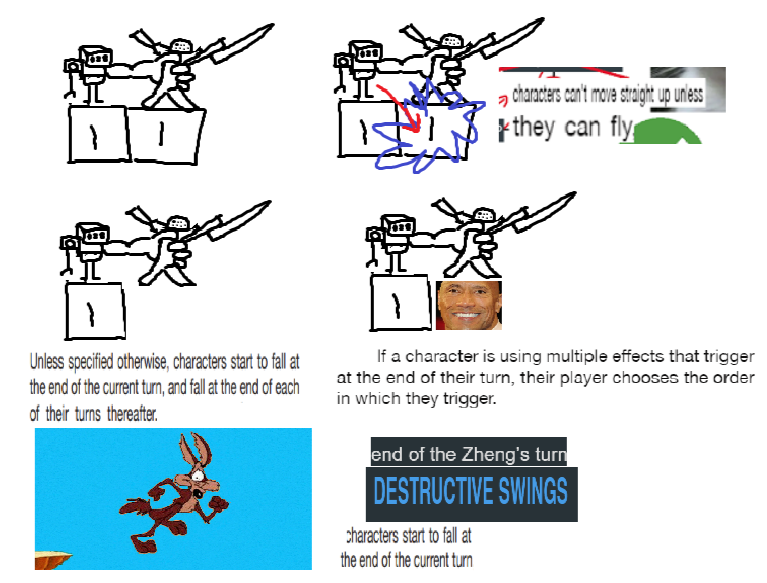 characters can't move straight up unless
they can fly.
Unless specified otherwise, characters start to fall at
the end of the current turn, and fall at the end of each
of their turns thereafter.
If a character is using multiple effects that trigger
at the end of their turn, their player chooses the order
in which they trigger.
end of the Zheng's turn
DESTRUCTIVE SWINGS
characters start to fall at
the end of the current turn